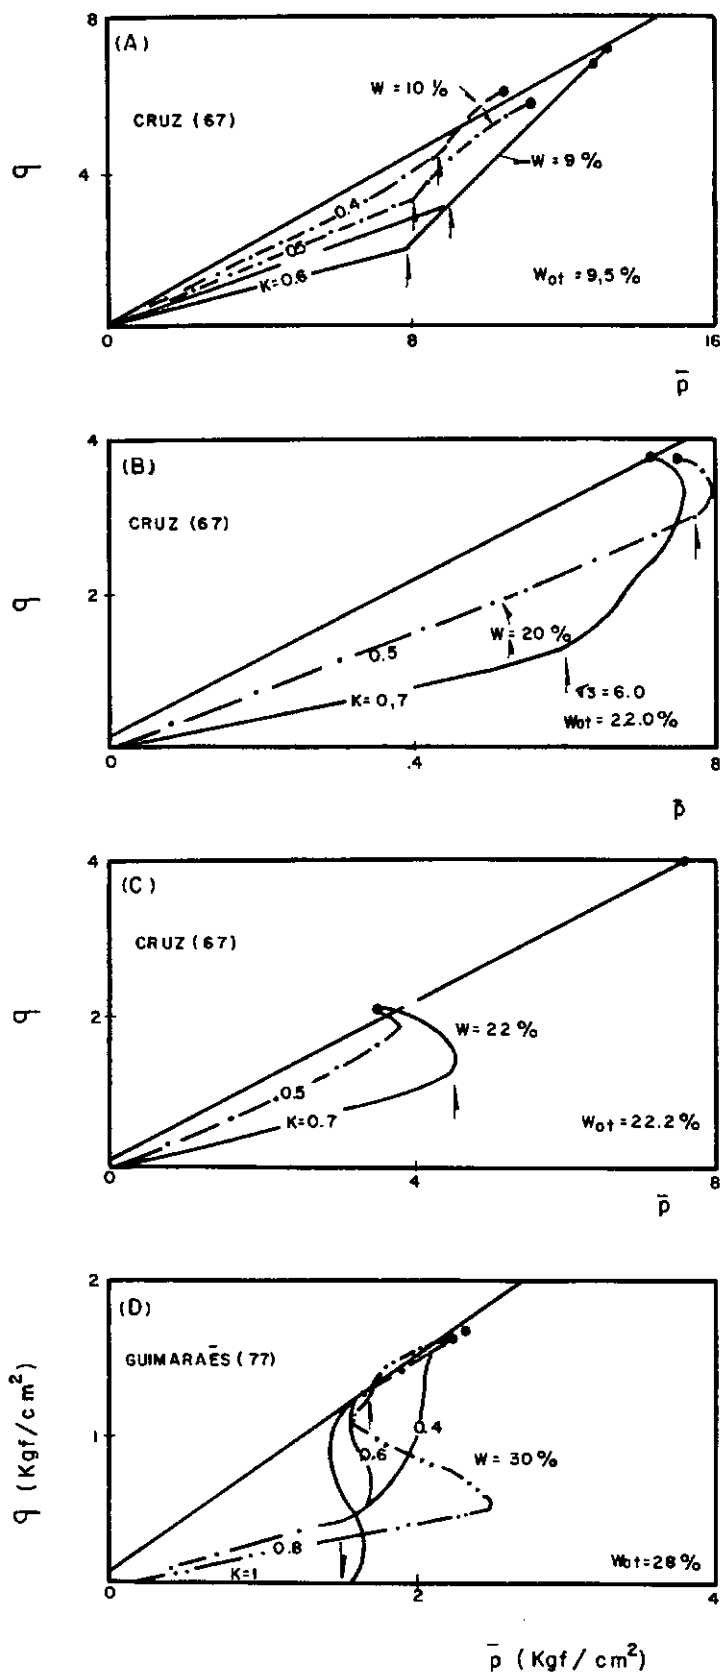 8
(A)
W = 10 %
CRUZ (67)
q
4
W = 9 %
0.4
0.5
K=0.6
Wot = 9,5 %
0
8
16
p̄
4
(B)
CRUZ (67)
q
2
W = 20 %
0.5
K=0,7
σ3 = 6.0
Wot = 22.0 %
0
.4
8
p̄
4
(C)
CRUZ (67)
q
2
W = 22 %
0.5
K=0.7
Wot=22.2 %
0
4
8
p̄
2
(D)
GUIMARAẼS (77)
q (Kgf/cm²)
1
0.4
0.6
W = 30 %
0.8
K=1
Wot=28 %
0
2
4
p̄ (Kgf/cm²)